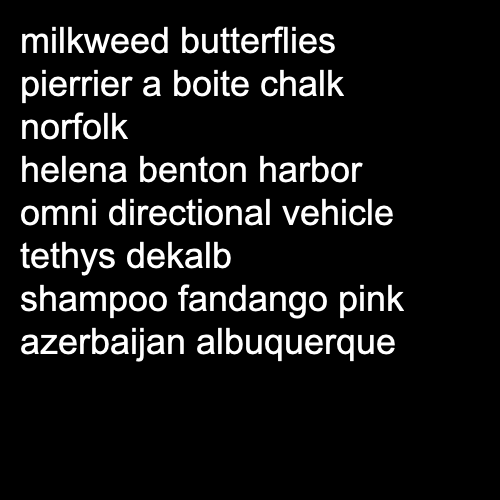 milkweed butterflies
pierrier a boite chalk
norfolk
helena benton harbor
omni directional vehicle
tethys dekalb
shampoo fandango pink
azerbaijan albuquerque